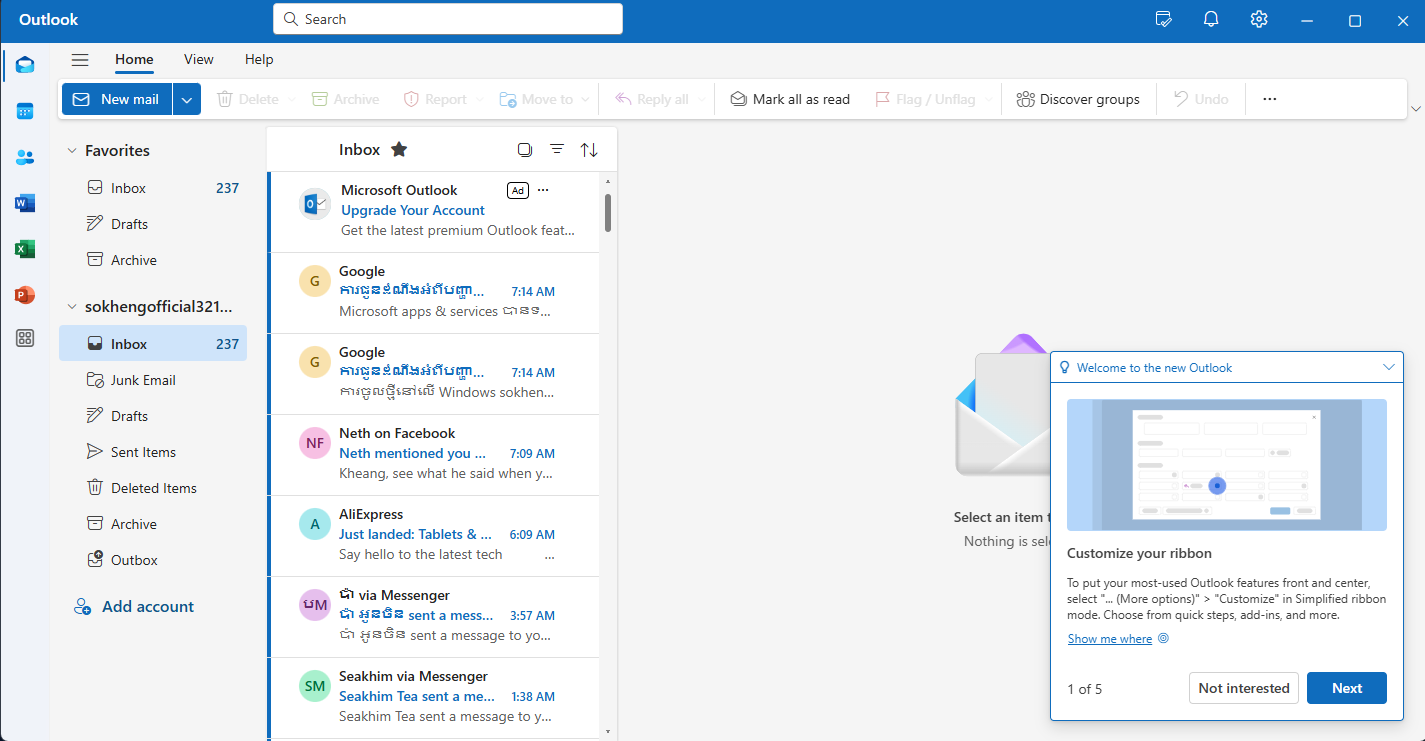 Outlook
Search
Home View Help
New mail Delete Archive Report Move to Reply all Mark all as read Flag / Unflag Discover groups Undo ...
Favorites
Inbox 237
Drafts
Archive
sokhengofficial321...
Inbox 237
Junk Email
Drafts
Sent Items
Deleted Items
Archive
Outbox
Add account
Inbox
Microsoft Outlook Ad ...
Upgrade Your Account
Get the latest premium Outlook feat...
G
Google
ការជូនដំណឹងអំពីបញ្ហា... 7:14 AM
Microsoft apps & services បានទ...
G
Google
ការជូនដំណឹងអំពីបញ្ហា... 7:14 AM
ការចូលថ្មីនៅលើ Windows sokhen...
NF
Neth on Facebook
Neth mentioned you ... 7:09 AM
Kheang, see what he said when y...
A
AliExpress
Just landed: Tablets & ... 6:09 AM
Say hello to the latest tech ...
បM
ប៉ា via Messenger
ប៉ា អូនចិន sent a mess... 3:57 AM
ប៉ា អូនចិន sent a message to yo...
SM
Seakhim via Messenger
Seakhim Tea sent a me... 1:38 AM
Seakhim Tea sent a message to y...
Select an item t
Nothing is sel
Welcome to the new Outlook
Customize your ribbon
To put your most-used Outlook features front and center,
select "... (More options)" > "Customize" in Simplified ribbon
mode. Choose from quick steps, add-ins, and more.
Show me where
1 of 5 Not interested Next